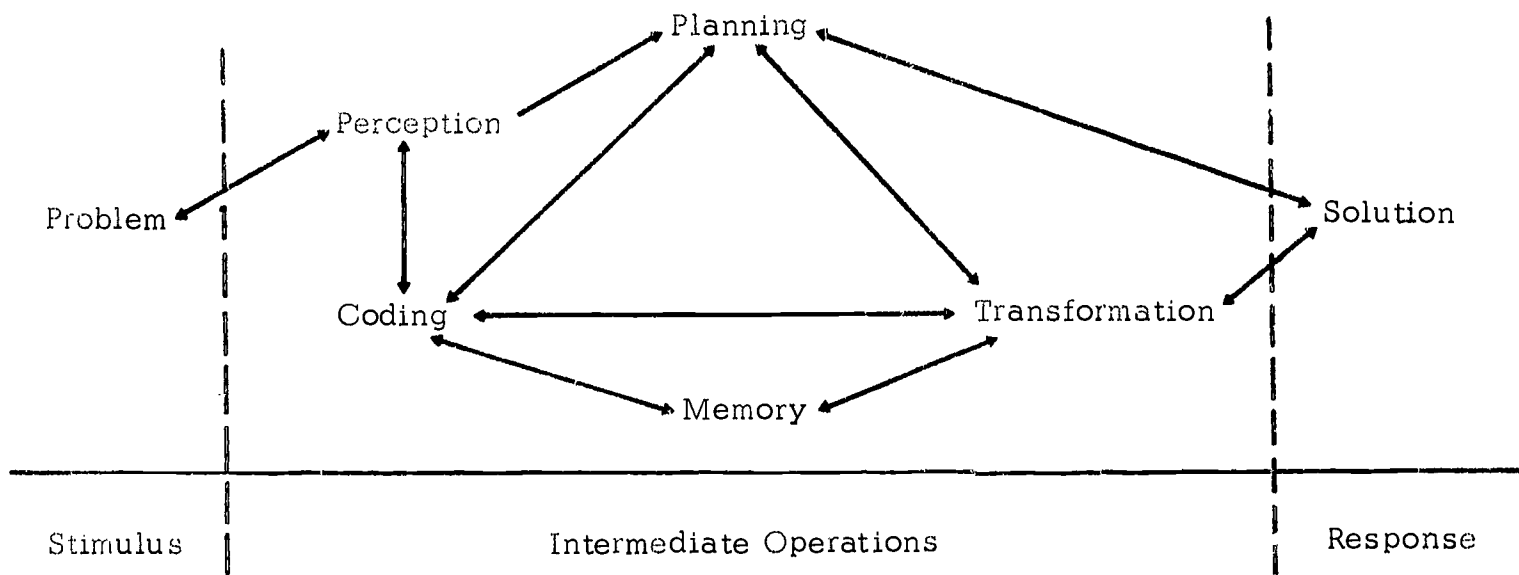 Planning
Perception
Problem
Solution
Coding
Transformation
Memory
Stimulus
Intermediate Operations
Response